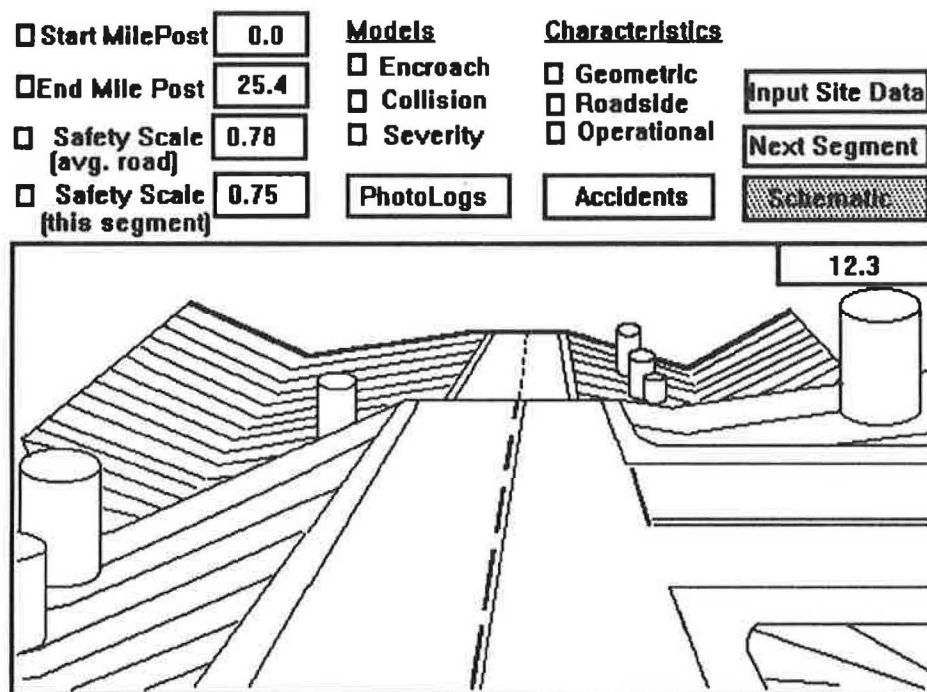 Start MilePost 0.0
End Mile Post 25.4
Safety Scale 0.78
(avg. road)
Safety Scale 0.75
(this segment)
Models
Encroach
Collision
Severity
PhotoLogs
Characteristics
Geometric
Roadside
Operational
Accidents
Input Site Data
Next Segment
Schematic
12.3